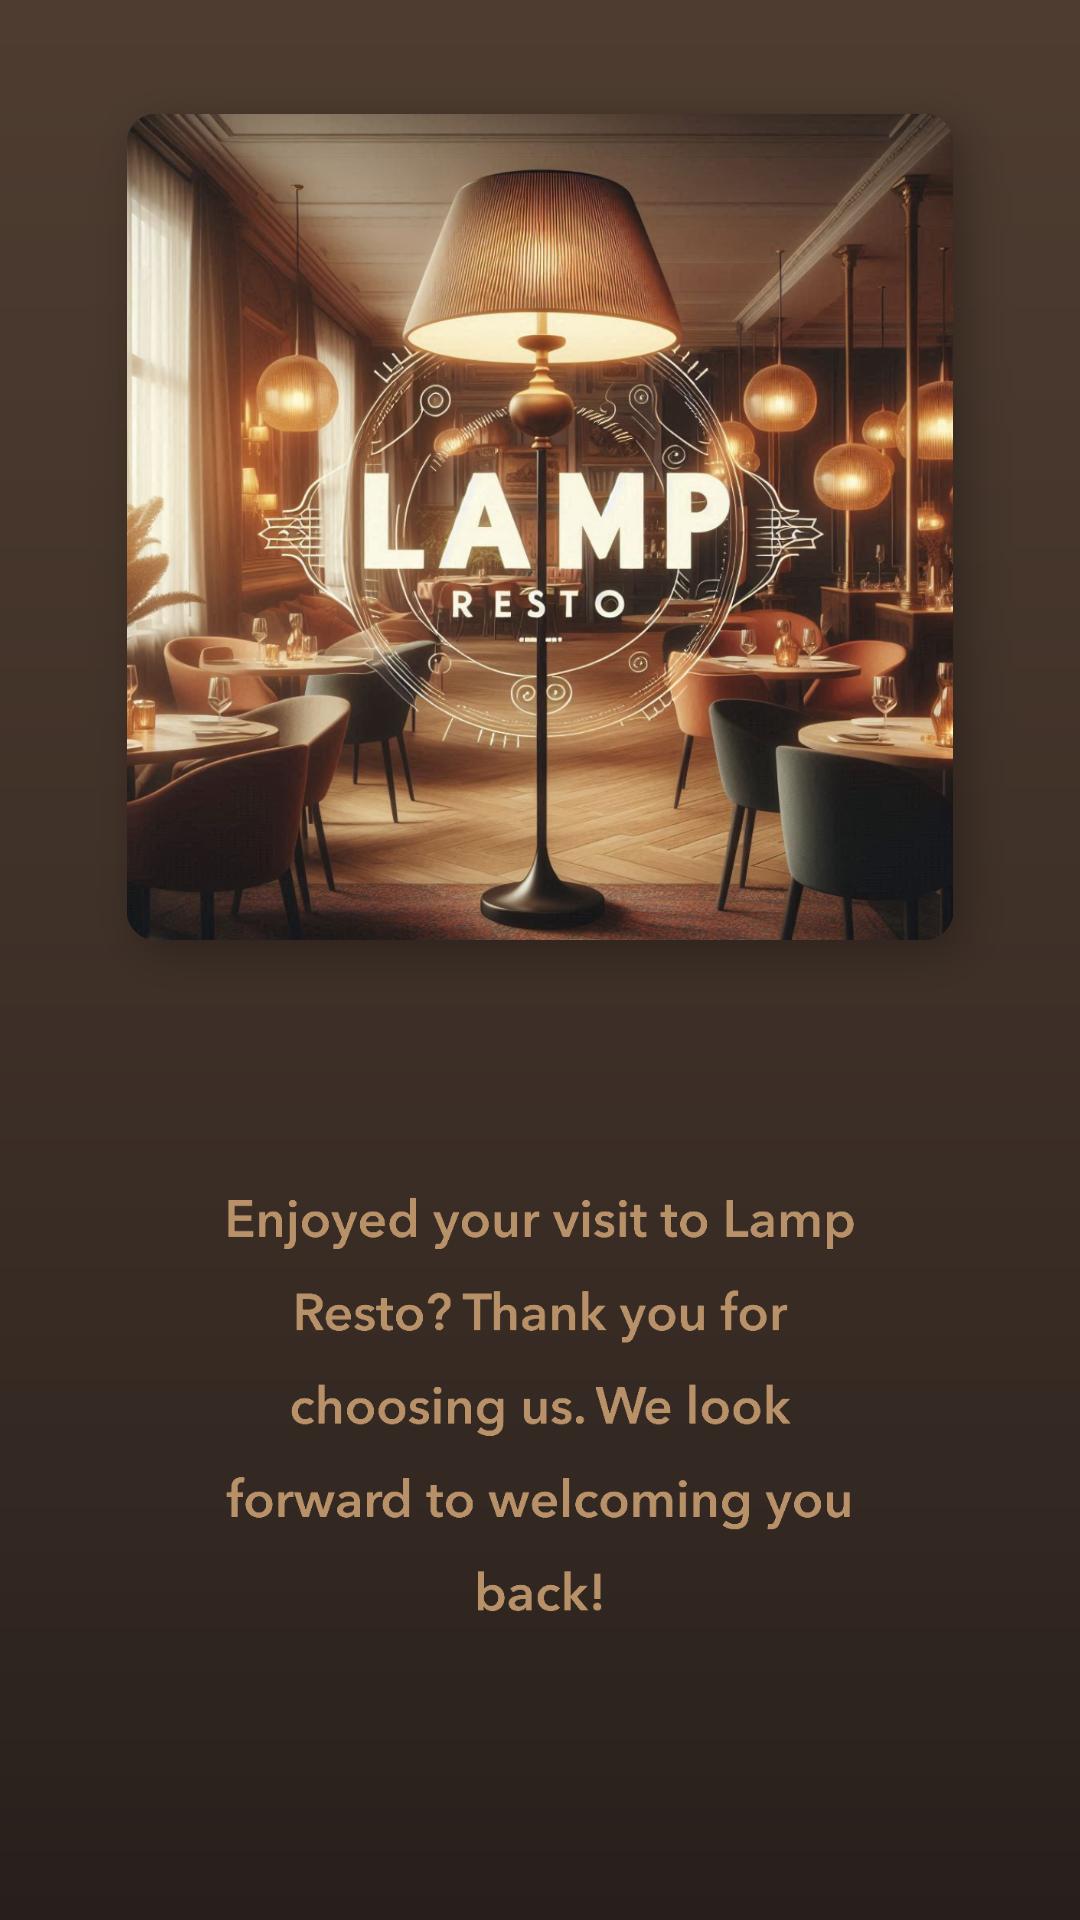 LAMP
RESTO
Enjoyed your visit to Lamp
Resto? Thank you for
choosing us. We look
forward to welcoming you
back!